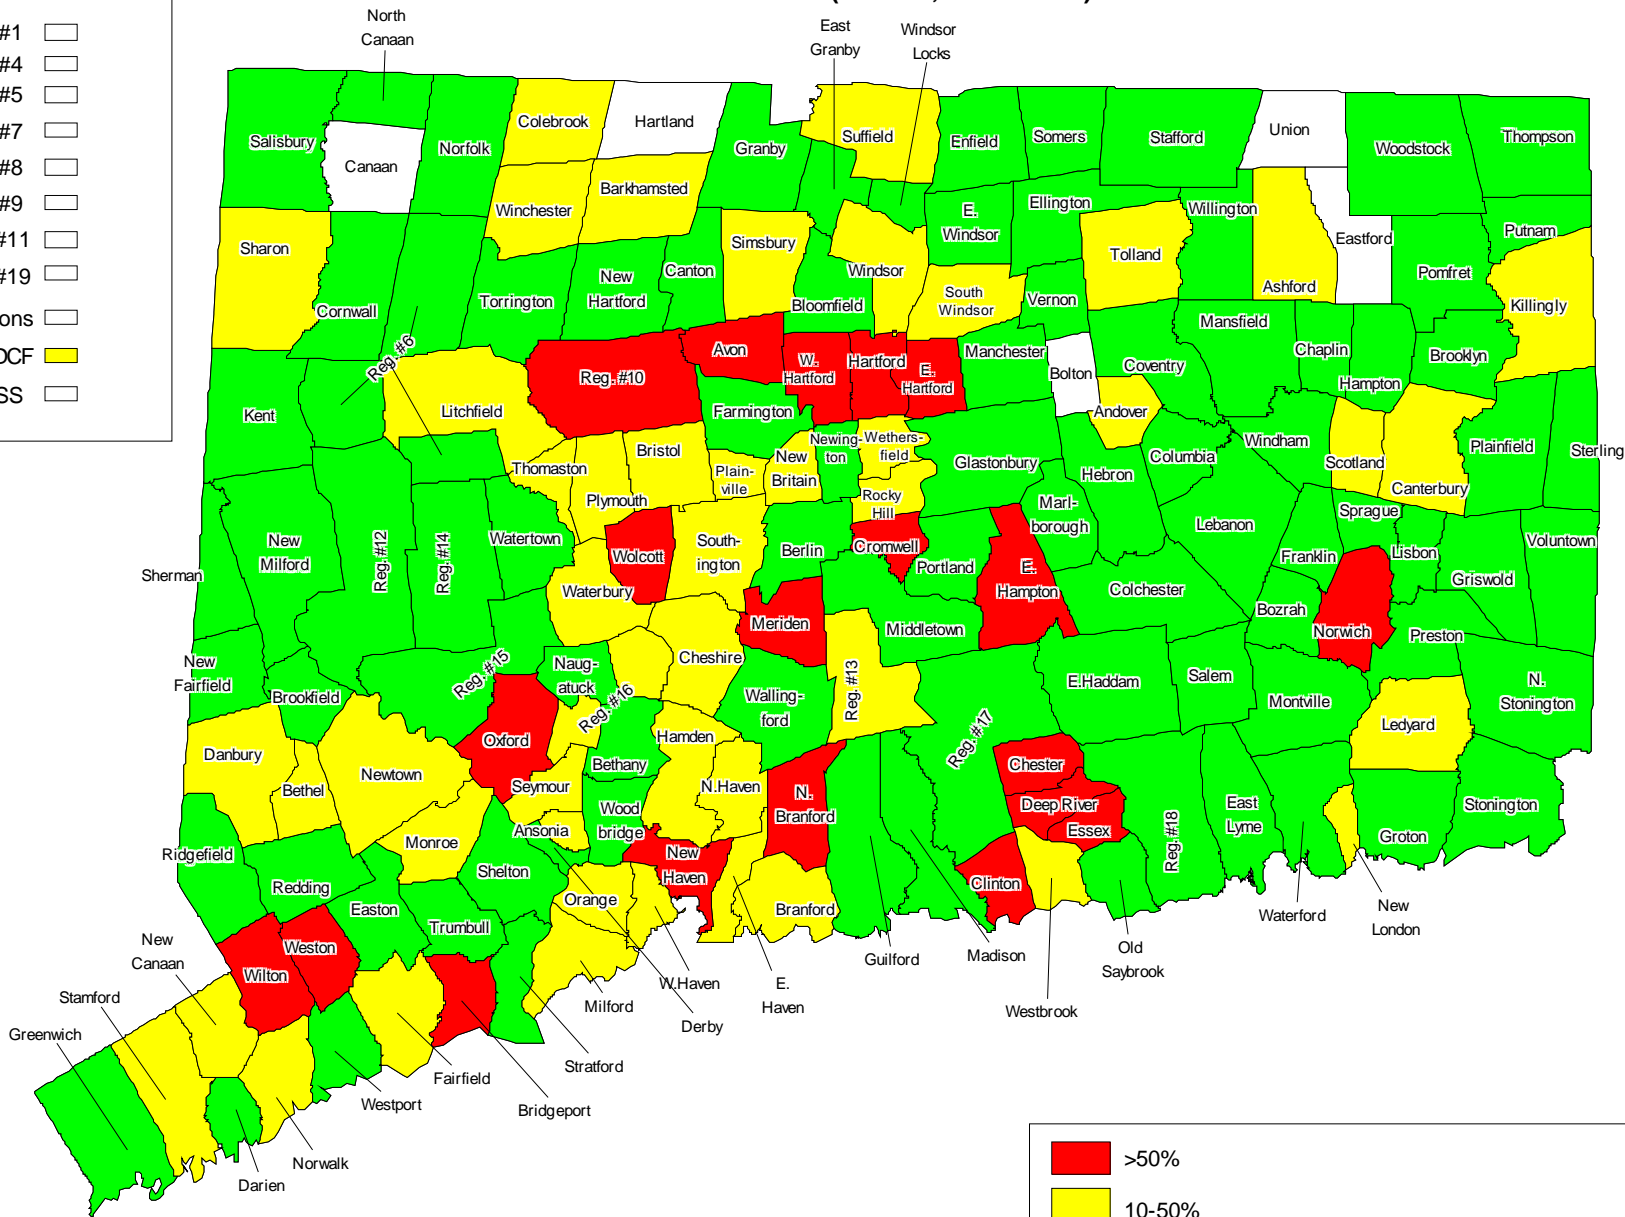 #1
#4
#5
#7
#8
#9
#11
#19
ons
DCF
SS
North
Canaan
East
Granby
Windsor
Locks
Salisbury
Canaan
Norfolk
Colebrook
Hartland
Granby
Suffield
Enfield
Somers
Stafford
Union
Woodstock
Thompson
Winchester
Barkhamsted
Simsbury
Windsor
E.
Windsor
Ellington
Willington
Tolland
Ashford
Eastford
Putnam
Pomfret
Killingly
Sharon
Cornwall
Reg. #6
Torrington
New
Hartford
Canton
Bloomfield
South
Windsor
Vernon
Mansfield
Chaplin
Hampton
Brooklyn
Kent
Litchfield
Reg. #10
Avon
W.
Hartford
Hartford
E.
Hartford
Manchester
Bolton
Coventry
Andover
Farmington
Newing-
ton
Wethers-
field
Glastonbury
Hebron
Columbia
Windham
Scotland
Canterbury
Plainfield
Sterling
Thomaston
Bristol
Plymouth
Plain-
ville
New
Britain
Rocky
Hill
Marl-
borough
Lebanon
Sprague
Franklin
Lisbon
Voluntown
Griswold
Sherman
New
Milford
Reg. #12
Reg. #14
Watertown
Wolcott
South-
ington
Berlin
Cromwell
Portland
E.
Hampton
Colchester
Bozrah
Norwich
Preston
Waterbury
Meriden
Middletown
New
Fairfield
Brookfield
Reg. #15
Naug-
atuck
Reg. #16
Cheshire
Walling-
ford
Reg. #13
E.Haddam
Salem
Montville
N.
Stonington
Ledyard
Danbury
Bethel
Newtown
Oxford
Seymour
Bethany
Hamden
N.Haven
N.
Branford
Reg. #17
Chester
Deep River
Essex
Reg. #18
East
Lyme
Groton
Stonington
Ridgefield
Redding
Monroe
Ansonia
Wood
bridge
New
Haven
Shelton
Orange
Branford
Clinton
Easton
Trumbull
Weston
Wilton
New
Canaan
Stamford
Greenwich
Milford
W.Haven
Derby
E.
Haven
Guilford
Madison
Westbrook
Old
Saybrook
Waterford
New
London
Stratford
Fairfield
Bridgeport
Westport
Norwalk
Darien
>50%
10-50%